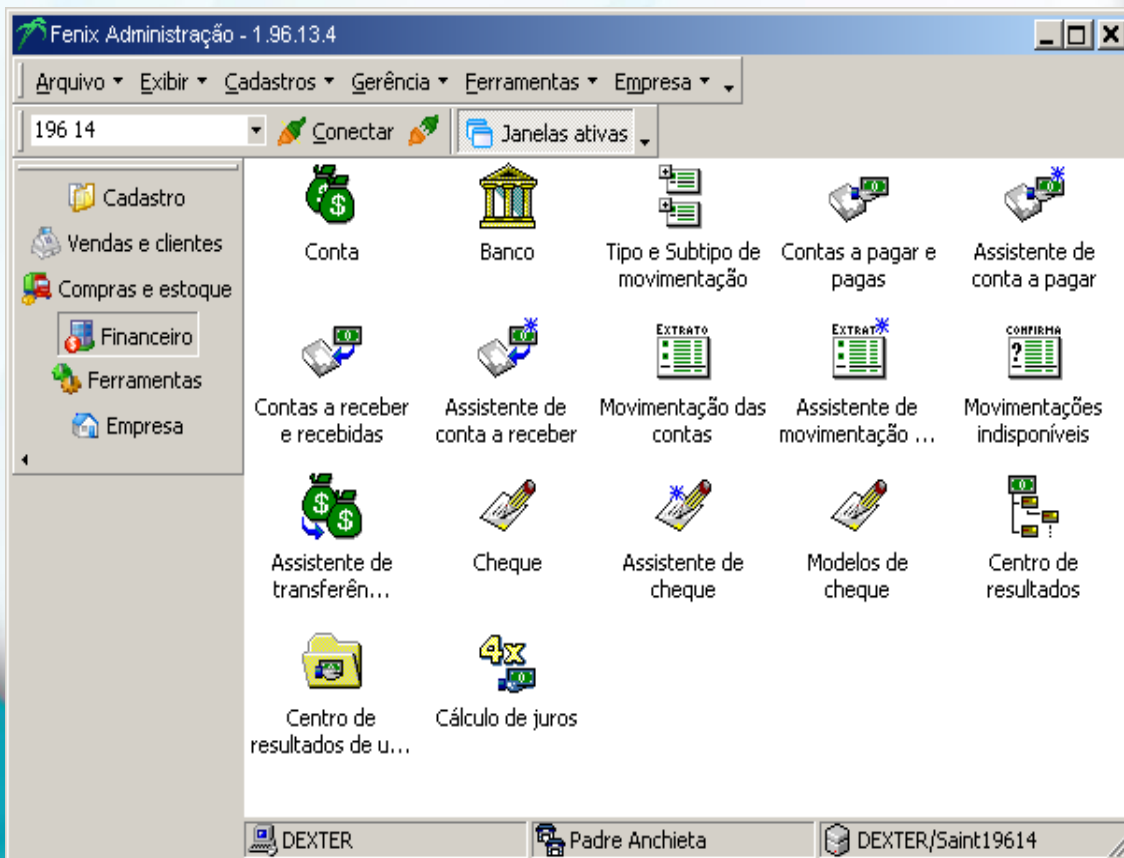 Fenix Administração - 1.96.13.4
Arquivo Exibir Cadastros Gerência Ferramentas Empresa
196 14 Conectar Janelas ativas
Cadastro
Vendas e clientes
Compras e estoque
Financeiro
Ferramentas
Empresa
Conta
Banco
Tipo e Subtipo de
movimentação
Contas a pagar e
pagas
Assistente de
conta a pagar
Contas a receber
e recebidas
Assistente de
conta a receber
EXTRATO
Movimentação das
contas
EXTRAT
Assistente de
movimentação ...
CONFIRMA
?
Movimentações
indisponíveis
Assistente de
transferên...
Cheque
Assistente de
cheque
Modelos de
cheque
Centro de
resultados
Centro de
resultados de u...
4x
Cálculo de juros
DEXTER
Padre Anchieta
DEXTER/Saint19614